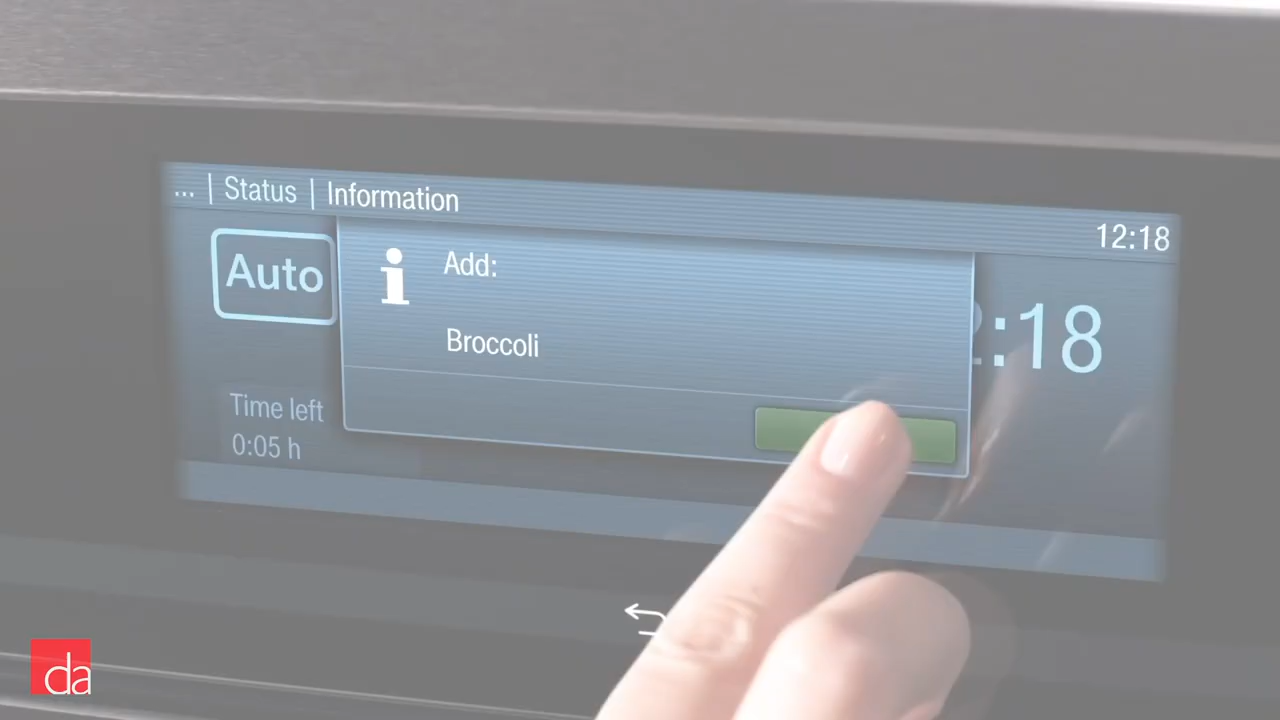 ... | Status | Information
12:18
Auto
Add:
Broccoli
:18
Time left
0:05 h
da